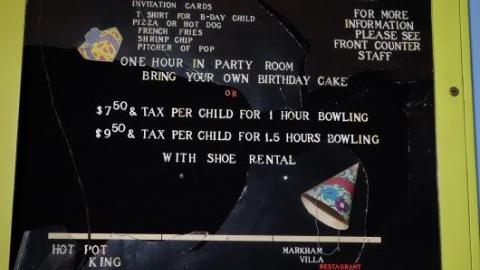 INVITATION CARDS
T SHIRT FOR B-DAY CHILD
PIZZA OR HOT DOG
FRENCH FRIES
SHRIMP CHIP
PITCHER OF POP
FOR MORE
INFORMATION
PLEASE SEE
FRONT COUNTER
STAFF
ONE HOUR IN PARTY ROOM
BRING YOUR OWN BIRTHDAY CAKE
OR
$7⁵⁰ & TAX PER CHILD FOR 1 HOUR BOWLING
$9⁵⁰ & TAX PER CHILD FOR 1.5 HOURS BOWLING
WITH SHOE RENTAL
HOT POT
KING
MARKHAM
VILLA
RESTAURANT